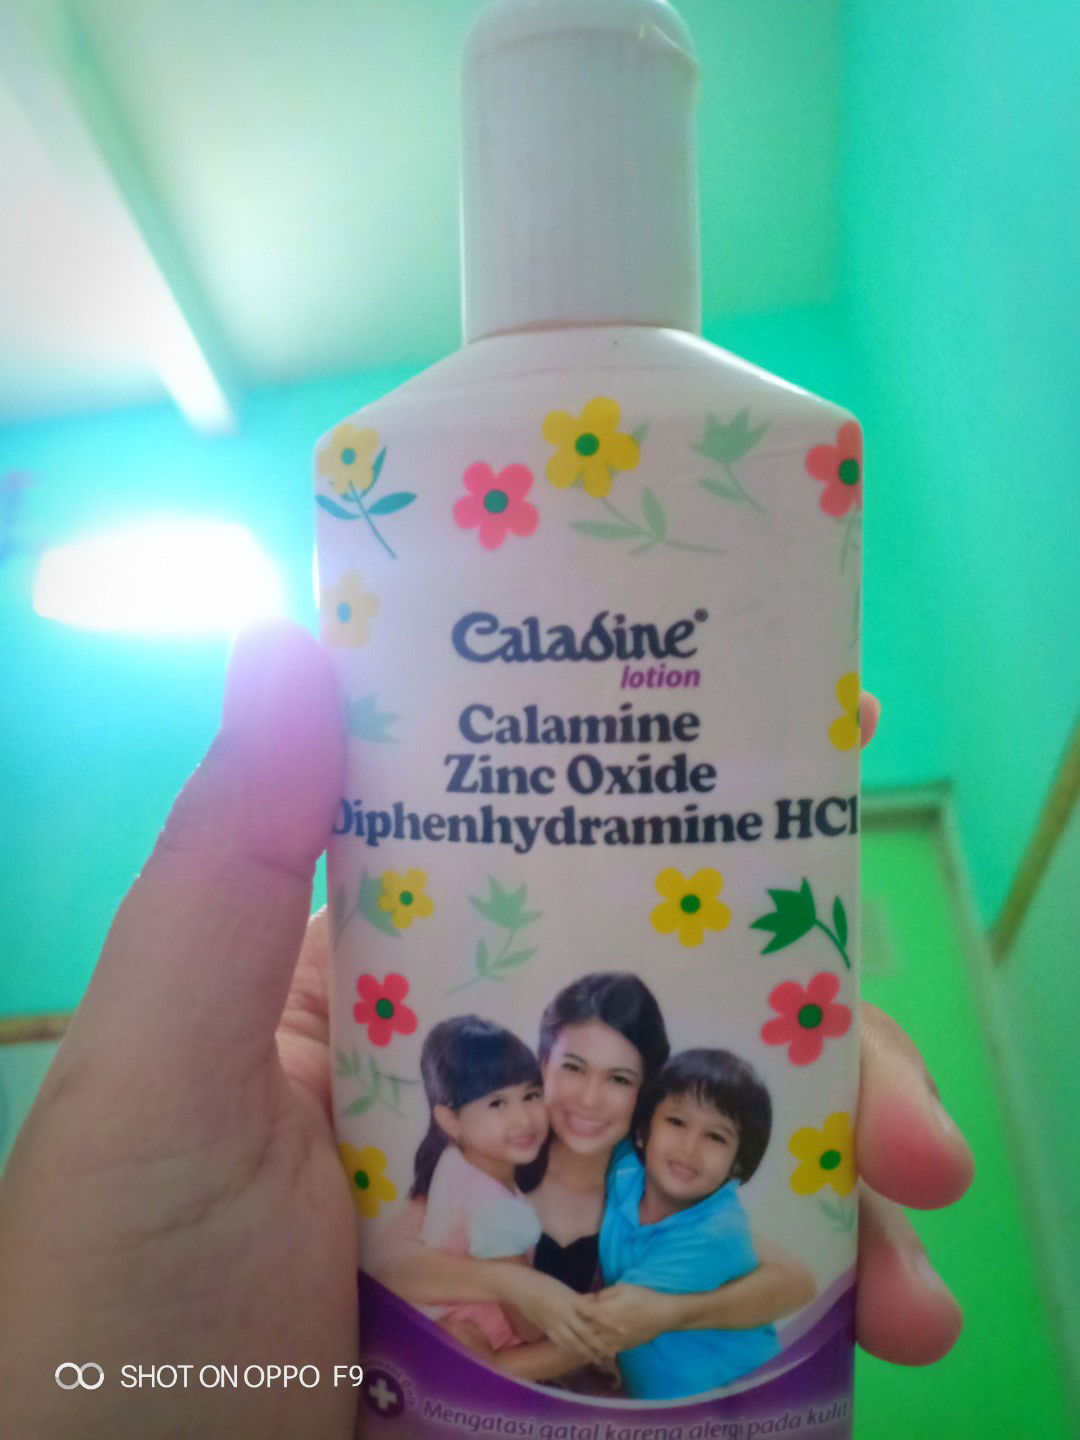 Caladine®
lotion
Calamine
Zinc Oxide
Diphenhydramine HCl
Mengatasi gatal karena alergi pada kulit
SHOT ON OPPO F9